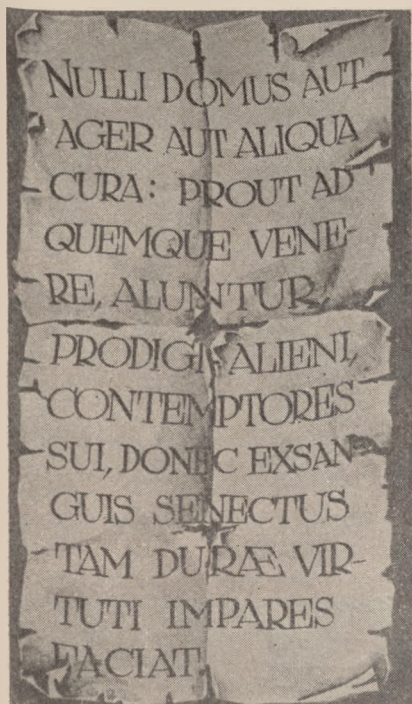 NULLI DOMUS AUT
AGER AUT ALIQUA
CURA: PROUT AD
QUEMQUE VENE-
RE, ALUNTUR,
PRODIGI ALIENI,
CONTEMPTORES
SUI, DONEC EXSAN-
GUIS SENECTUS
TAM DURÆ VIR-
TUTI IMPARES
FACIAT